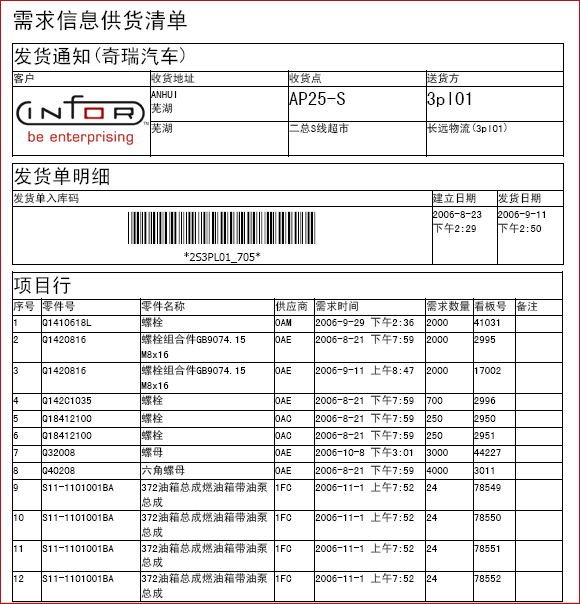 需求信息供货清单
发货通知(奇瑞汽车)
客户 收货地址 收货点 送货方
infor™
be enterprising
ANHUI
芜湖
AP25-S 3pl01
芜湖 二总S线超市 长远物流(3pl01)
发货单明细
发货单入库码 建立日期 发货日期
2006-8-23 2006-9-11
下午2:29 下午2:50
*2S3PL01_705*
项目行
序号 零件号 零件名称 供应商 需求时间 需求数量 看板号 备注
1 Q1410618L 螺栓 0AM 2006-9-29 下午2:36 2000 41031
2 Q1420816 螺栓组合件GB9074.15 0AE 2006-8-21 下午7:59 2000 2995
M8x16
3 Q1420816 螺栓组合件GB9074.15 0AE 2006-9-11 上午8:47 2000 17002
M8x16
4 Q142C1035 螺栓 0AE 2006-8-21 下午7:59 700 2996
5 Q18412100 螺栓 0AC 2006-8-21 下午7:59 250 2950
6 Q18412100 螺栓 0AC 2006-8-21 下午7:59 250 2951
7 Q32008 螺母 0AE 2006-10-8 下午3:01 3000 44227
8 Q40208 六角螺母 0AE 2006-8-21 下午7:59 4000 3011
9 S11-1101001BA 372油箱总成燃油箱带油泵 1FC 2006-11-1 上午7:52 24 78549
总成
10 S11-1101001BA 372油箱总成燃油箱带油泵 1FC 2006-11-1 上午7:52 24 78550
总成
11 S11-1101001BA 372油箱总成燃油箱带油泵 1FC 2006-11-1 上午7:52 24 78551
总成
12 S11-1101001BA 372油箱总成燃油箱带油泵 1FC 2006-11-1 上午7:52 24 78552
总成